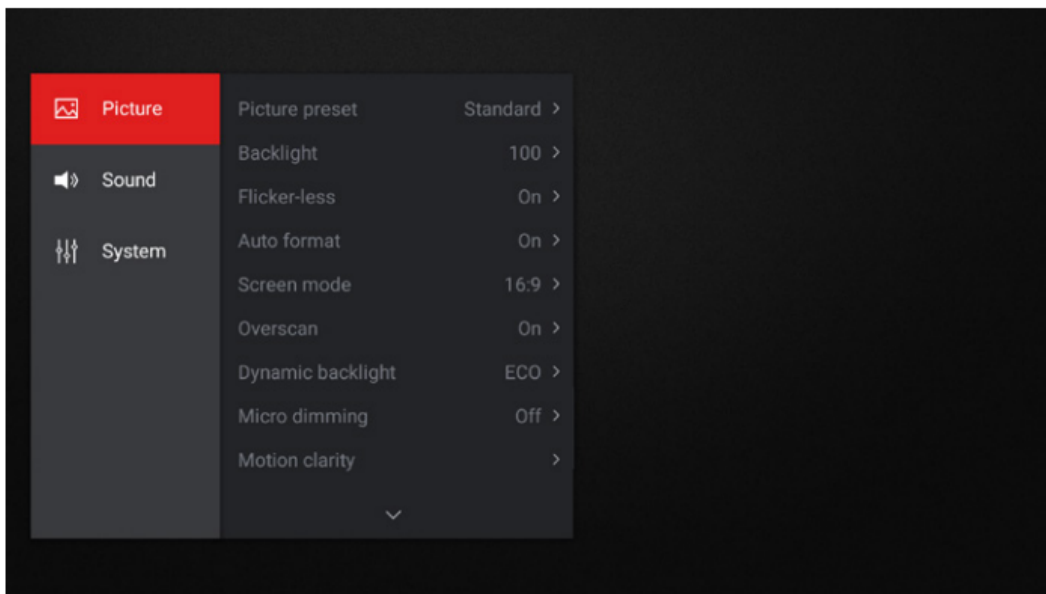 Picture
Sound
System
Picture preset Standard >
Backlight 100 >
Flicker-less On >
Auto format On >
Screen mode 16:9 >
Overscan On >
Dynamic backlight ECO >
Micro dimming Off >
Motion clarity >